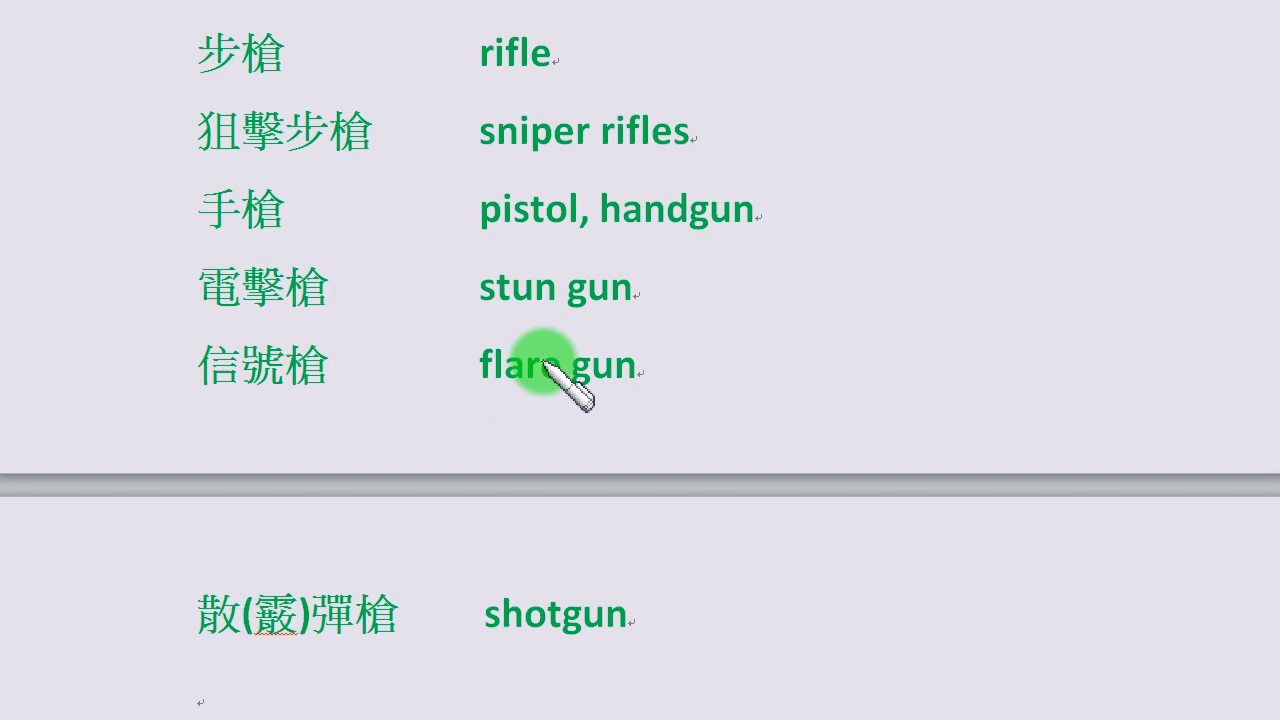 步槍 rifle
狙擊步槍 sniper rifles
手槍 pistol, handgun
電擊槍 stun gun
信號槍 flare gun
散(霰)彈槍 shotgun